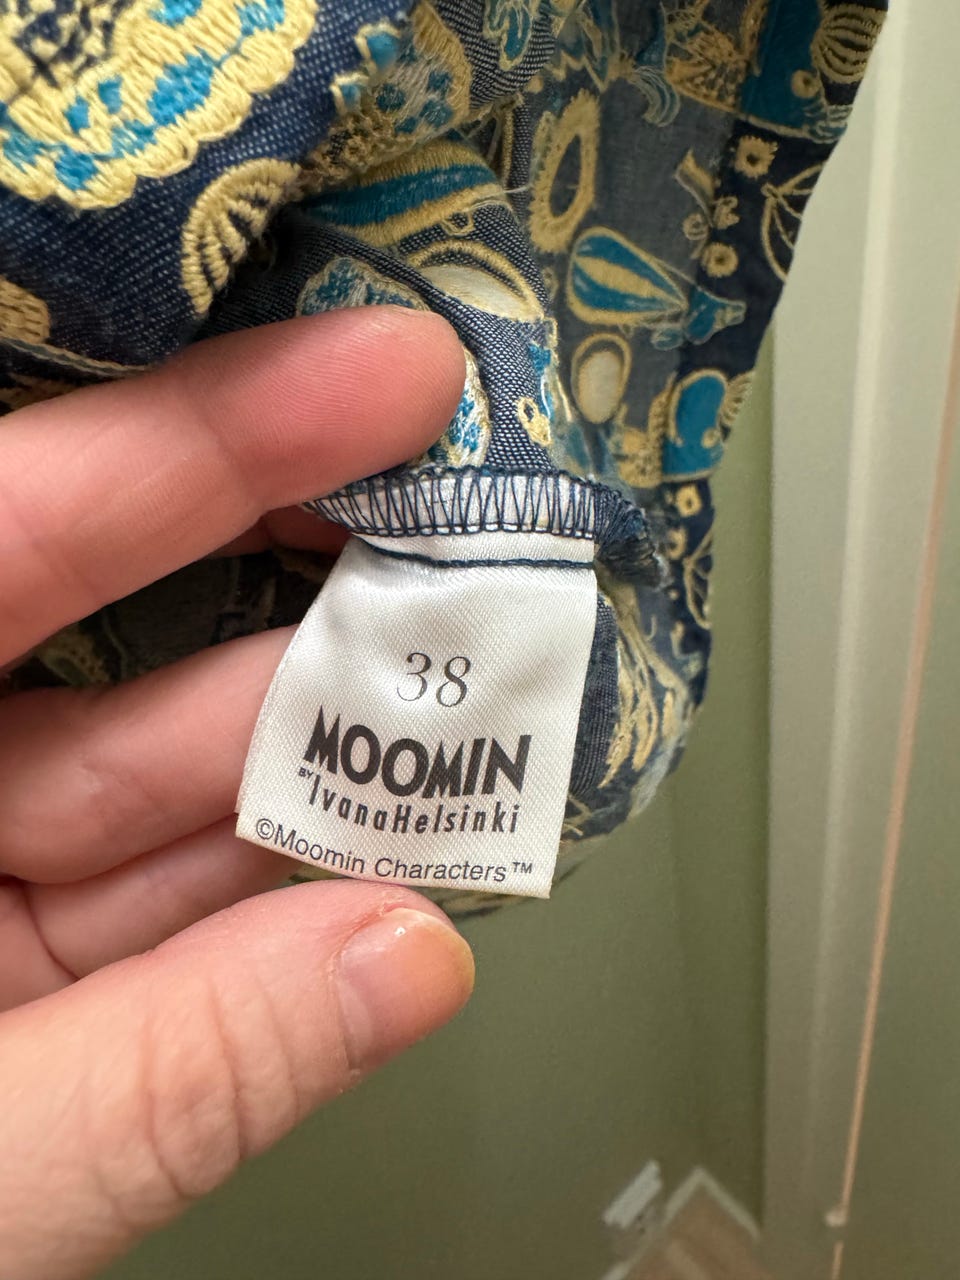 38
MOOMIN
BY IvanaHelsinki
©Moomin Characters™